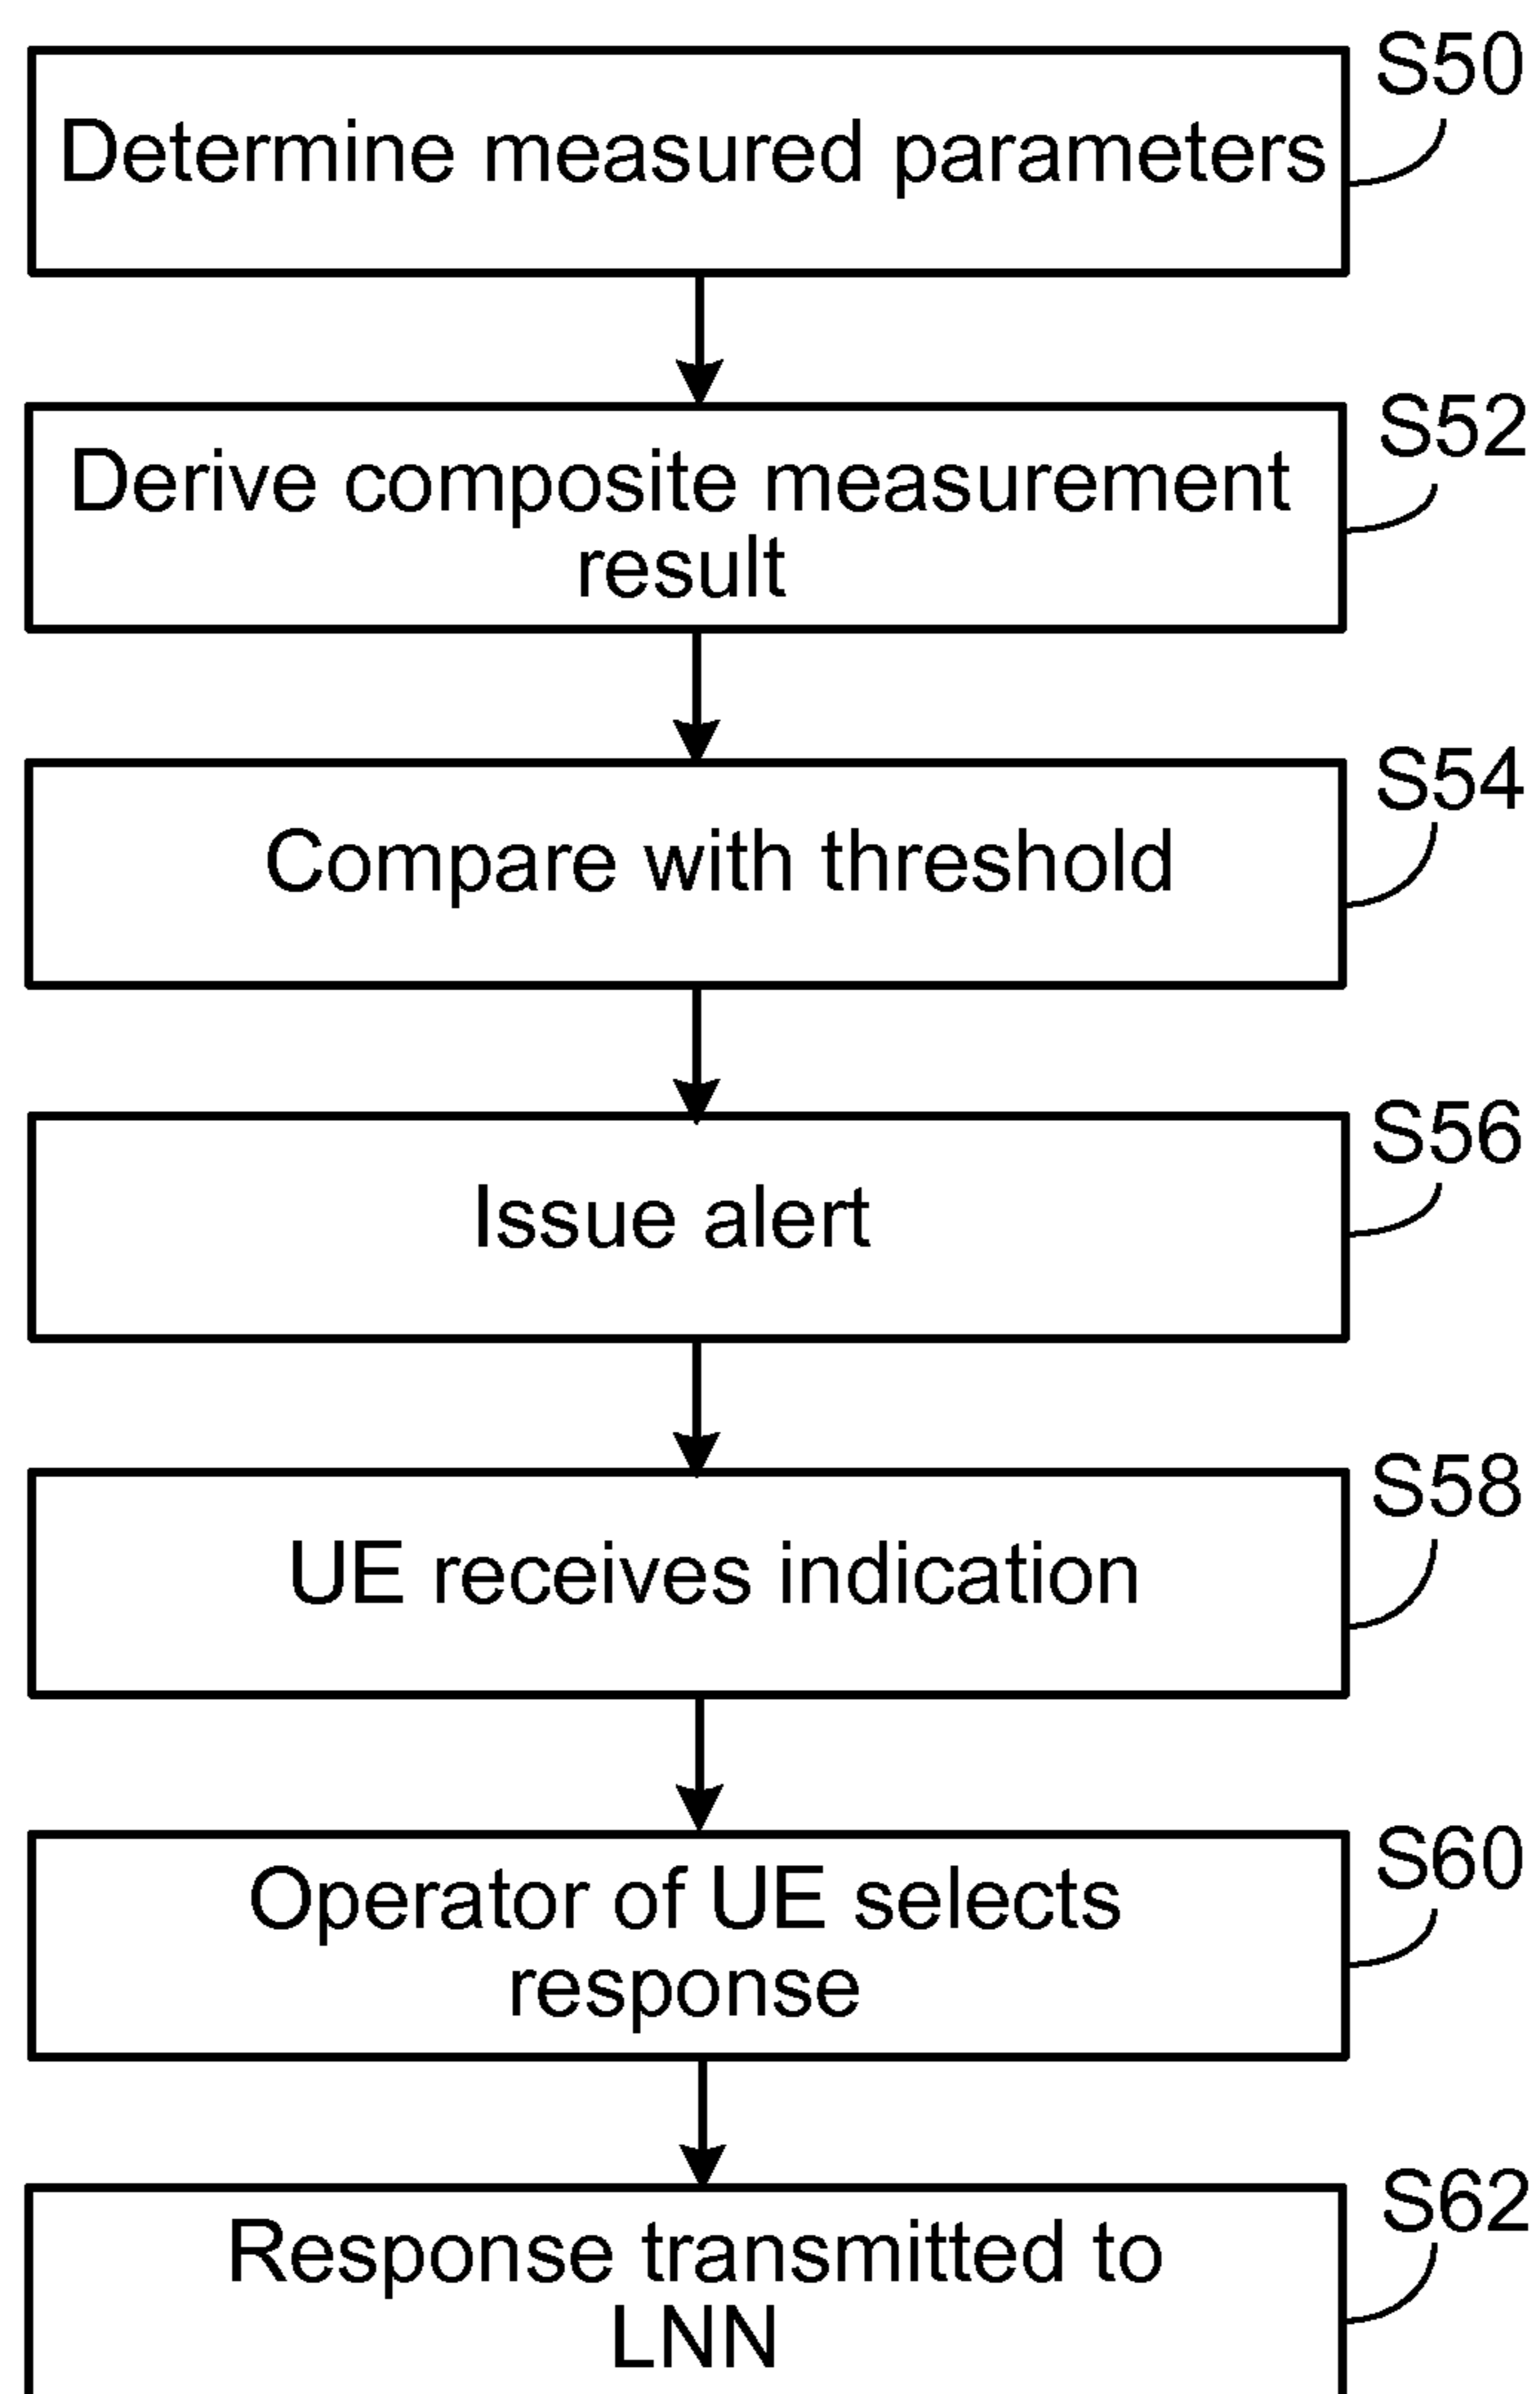 S50
Determine measured parameters
S52
Derive composite measurement
result
S54
Compare with threshold
S56
Issue alert
S58
UE receives indication
S60
Operator of UE selects
response
S62
Response transmitted to
LNN